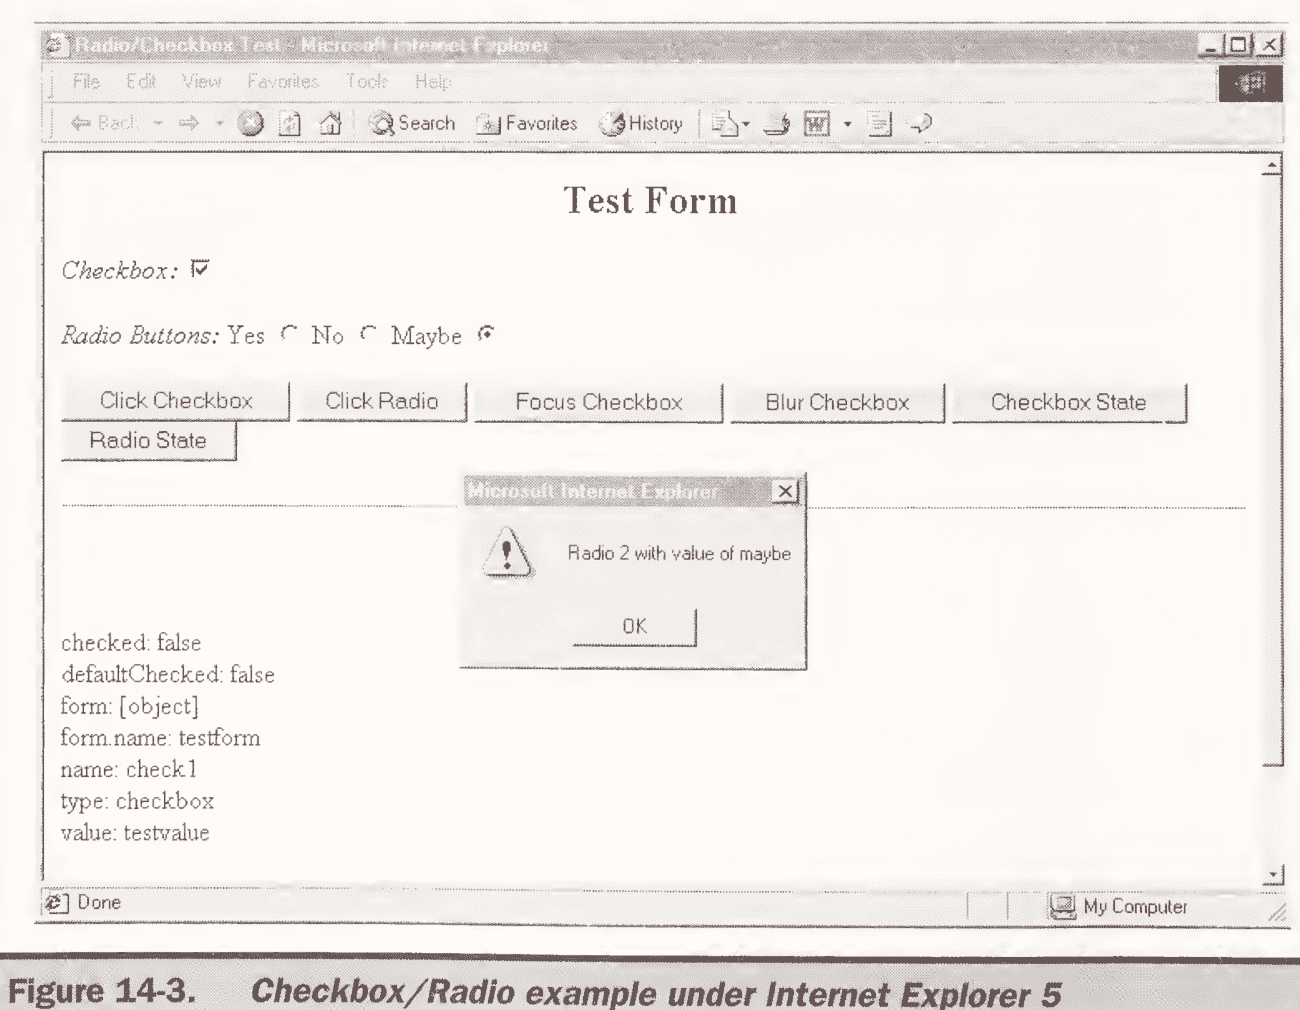 Radio/Checkbox Test - Microsoft Internet Explorer
File Edit View Favorites Tools Help
Back Search Favorites History
Test Form
Checkbox:
Radio Buttons: Yes No Maybe
Click Checkbox Click Radio Focus Checkbox Blur Checkbox Checkbox State
Radio State
Microsoft Internet Explorer
Radio 2 with value of maybe
OK
checked: false
defaultChecked: false
form: [object]
form.name: testform
name: check1
type: checkbox
value: testvalue
Done My Computer
Figure 14-3. Checkbox/Radio example under Internet Explorer 5